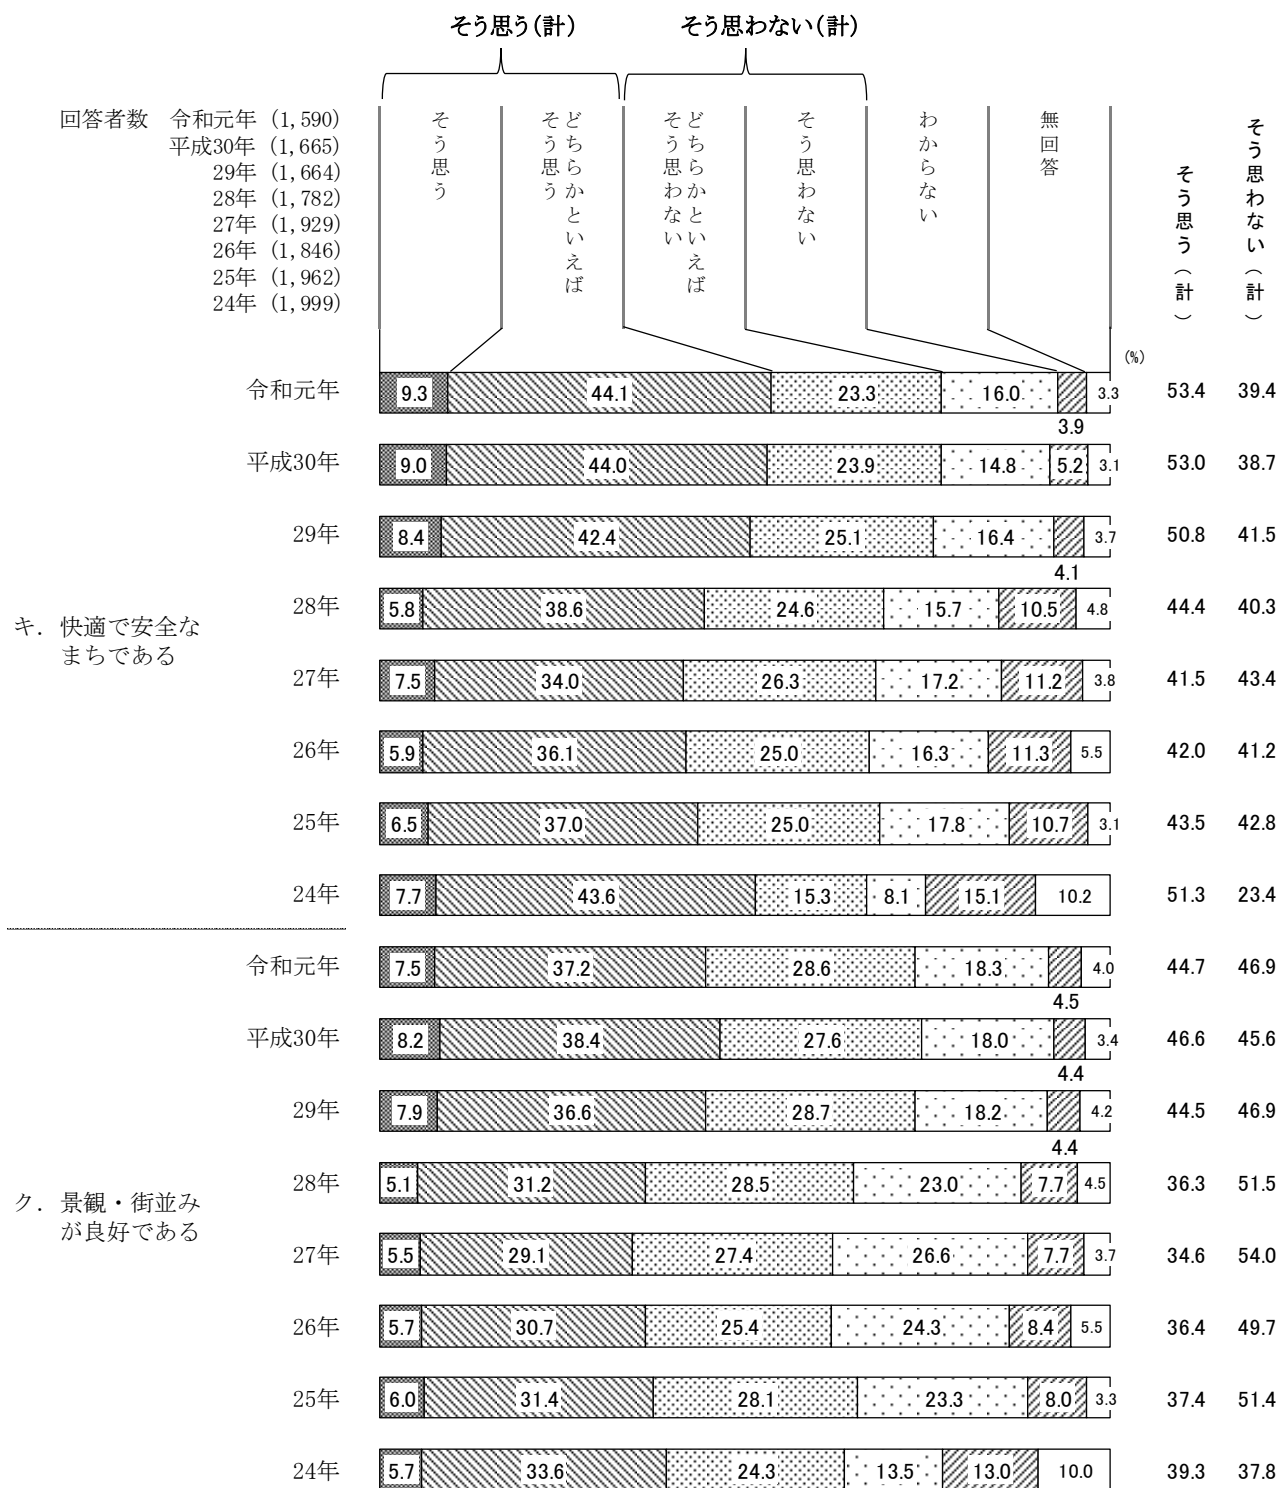 そう思う(計)　そう思わない(計)
回答者数　令和元年 (1,590)
平成30年 (1,665)
29年 (1,664)
28年 (1,782)
27年 (1,929)
26年 (1,846)
25年 (1,962)
24年 (1,999)
そう思う
どちらかといえば
そう思う
どちらかといえば
そう思わない
そう思わない
わからない
無回答
そう思う(計)
そう思わない(計)
(%)
令和元年 9.3 44.1 23.3 16.0 3.3 53.4 39.4
3.9
平成30年 9.0 44.0 23.9 14.8 5.2 3.1 53.0 38.7
29年 8.4 42.4 25.1 16.4 3.7 50.8 41.5
4.1
28年 5.8 38.6 24.6 15.7 10.5 4.8 44.4 40.3
キ．快適で安全な
まちである
27年 7.5 34.0 26.3 17.2 11.2 3.8 41.5 43.4
26年 5.9 36.1 25.0 16.3 11.3 5.5 42.0 41.2
25年 6.5 37.0 25.0 17.8 10.7 3.1 43.5 42.8
24年 7.7 43.6 15.3 8.1 15.1 10.2 51.3 23.4
令和元年 7.5 37.2 28.6 18.3 4.0 44.7 46.9
4.5
平成30年 8.2 38.4 27.6 18.0 3.4 46.6 45.6
4.4
29年 7.9 36.6 28.7 18.2 4.2 44.5 46.9
4.4
28年 5.1 31.2 28.5 23.0 7.7 4.5 36.3 51.5
ク．景観・街並み
が良好である
27年 5.5 29.1 27.4 26.6 7.7 3.7 34.6 54.0
26年 5.7 30.7 25.4 24.3 8.4 5.5 36.4 49.7
25年 6.0 31.4 28.1 23.3 8.0 3.3 37.4 51.4
24年 5.7 33.6 24.3 13.5 13.0 10.0 39.3 37.8